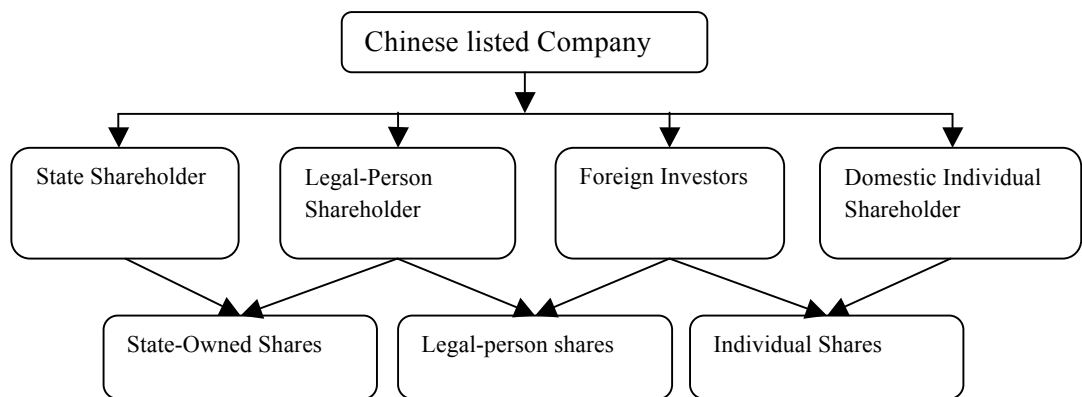 Chinese listed Company
State Shareholder
Legal-Person
Shareholder
Foreign Investors
Domestic Individual
Shareholder
State-Owned Shares
Legal-person shares
Individual Shares